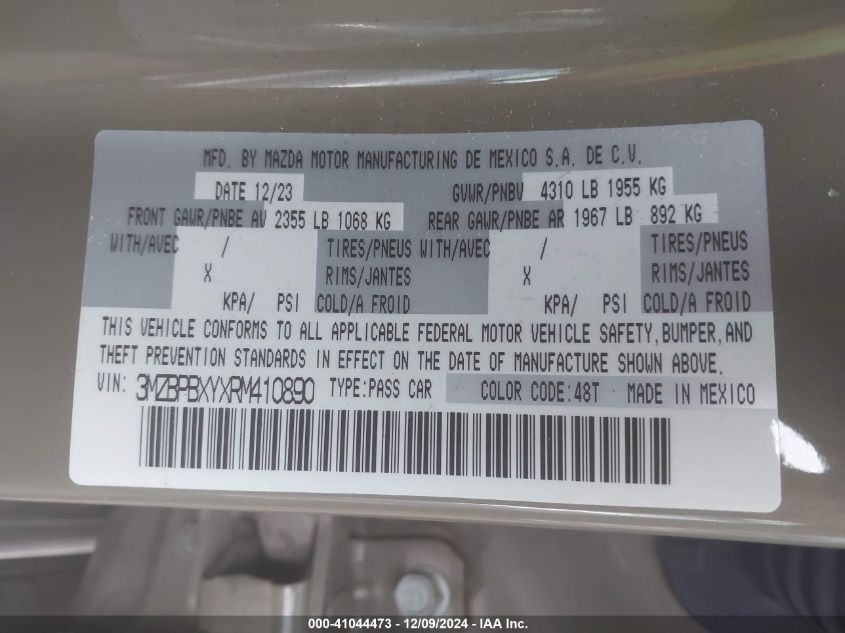 MFD. BY MAZDA MOTOR MANUFACTURING DE MEXICO S.A. DE C.V.
DATE 12/23 GVWR/PNBV 4310 LB 1955 KG
FRONT GAWR/PNBE AV 2355 LB 1068 KG REAR GAWR/PNBE AR 1967 LB 892 KG
WITH/AVEC / TIRES/PNEUS WITH/AVEC / TIRES/PNEUS
X RIMS/JANTES X RIMS/JANTES
KPA/ PSI COLD/A FROID KPA/ PSI COLD/A FROID
THIS VEHICLE CONFORMS TO ALL APPLICABLE FEDERAL MOTOR VEHICLE SAFETY, BUMPER, AND
THEFT PREVENTION STANDARDS IN EFFECT ON THE DATE OF MANUFACTURE SHOWN ABOVE.
VIN: 3MZBPBXYXRM410890 TYPE:PASS CAR COLOR CODE:48T MADE IN MEXICO
000-41044473 - 12/09/2024 - IAA Inc.